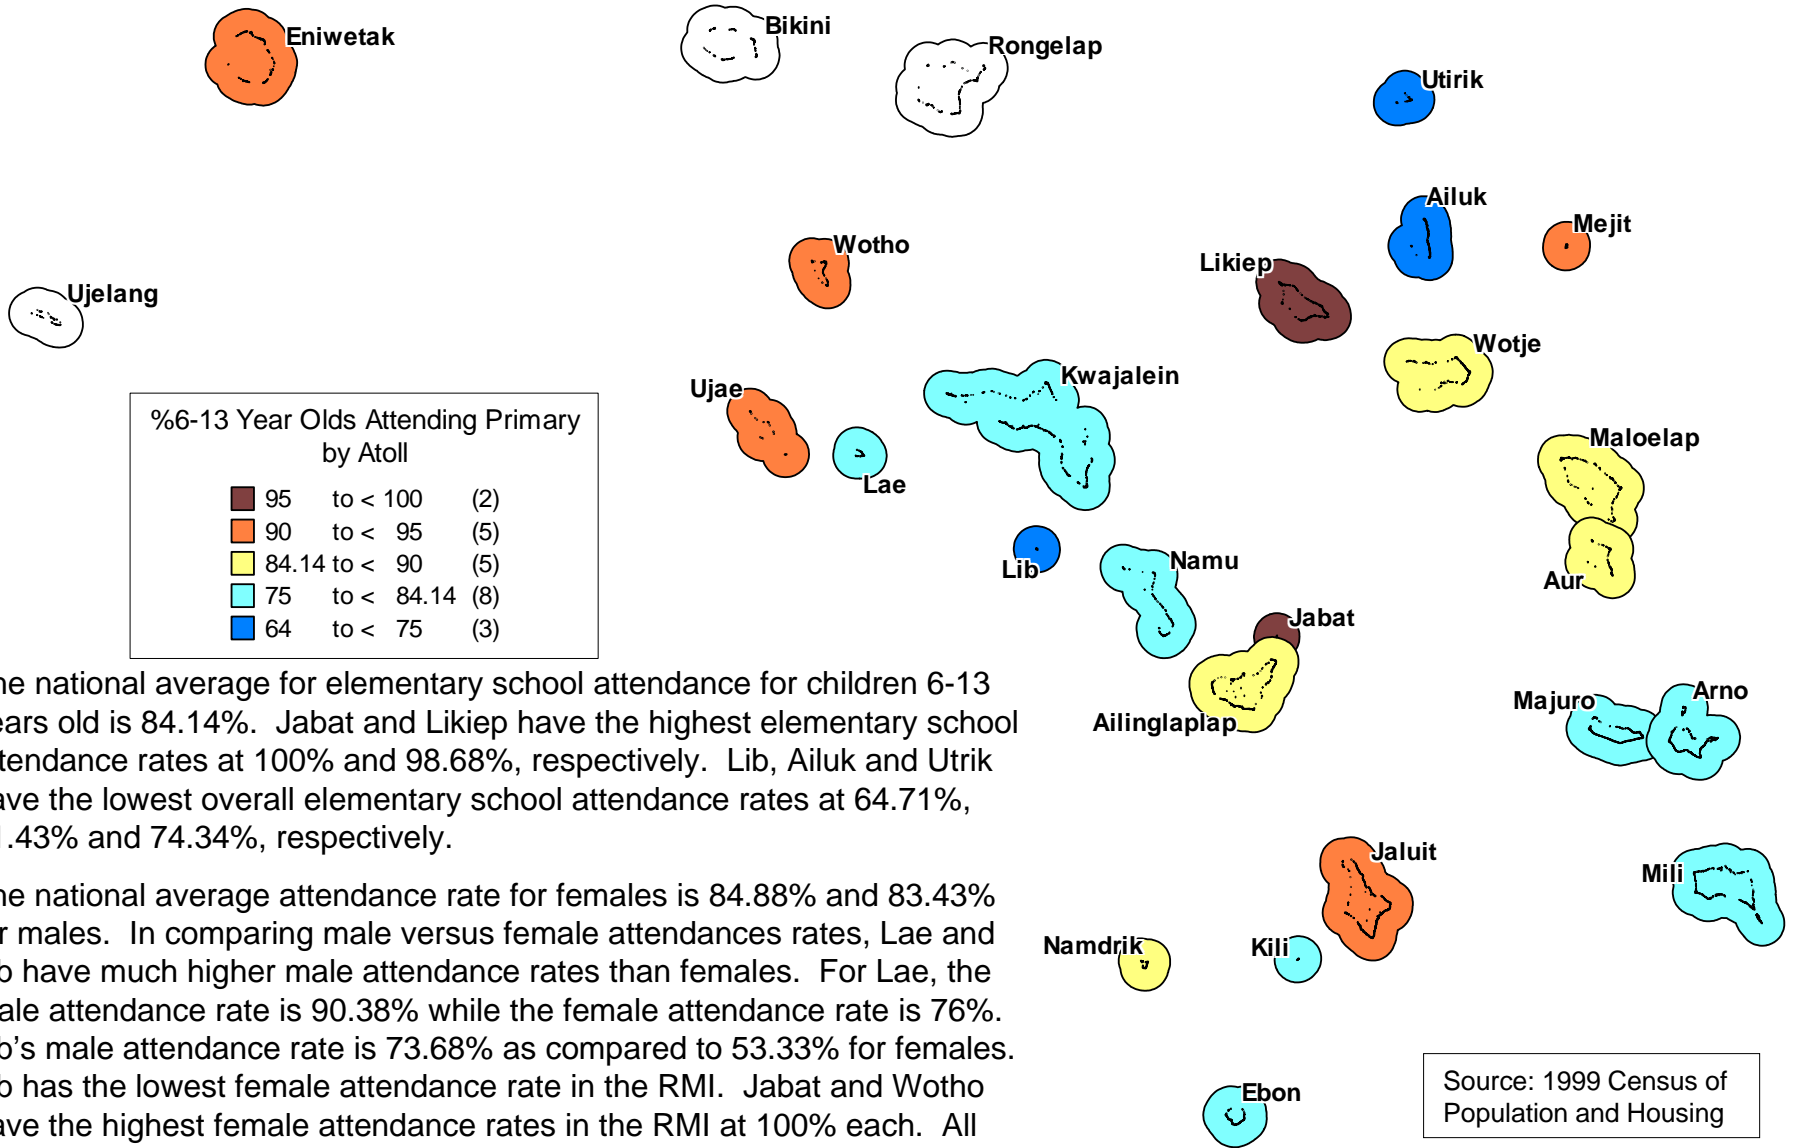 Eniwetak
Bikini
Rongelap
Utirik
Ailuk
Mejit
Wotho
Likiep
Ujelang
Wotje
Kwajalein
Ujae
Lae
Maloelap
%6-13 Year Olds Attending Primary
by Atoll
95 to < 100 (2)
90 to < 95 (5)
84.14 to < 90 (5)
75 to < 84.14 (8)
64 to < 75 (3)
Lib
Namu
Aur
Jabat
Ailinglaplap
Majuro
Arno
Jaluit
Mili
Namdrik
Kili
Ebon
he national average for elementary school attendance for children 6-13
ears old is 84.14%. Jabat and Likiep have the highest elementary school
ttendance rates at 100% and 98.68%, respectively. Lib, Ailuk and Utrik
ave the lowest overall elementary school attendance rates at 64.71%,
1.43% and 74.34%, respectively.
he national average attendance rate for females is 84.88% and 83.43%
r males. In comparing male versus female attendances rates, Lae and
b have much higher male attendance rates than females. For Lae, the
ale attendance rate is 90.38% while the female attendance rate is 76%.
b's male attendance rate is 73.68% as compared to 53.33% for females.
b has the lowest female attendance rate in the RMI. Jabat and Wotho
ave the highest female attendance rates in the RMI at 100% each. All
Source: 1999 Census of
Population and Housing